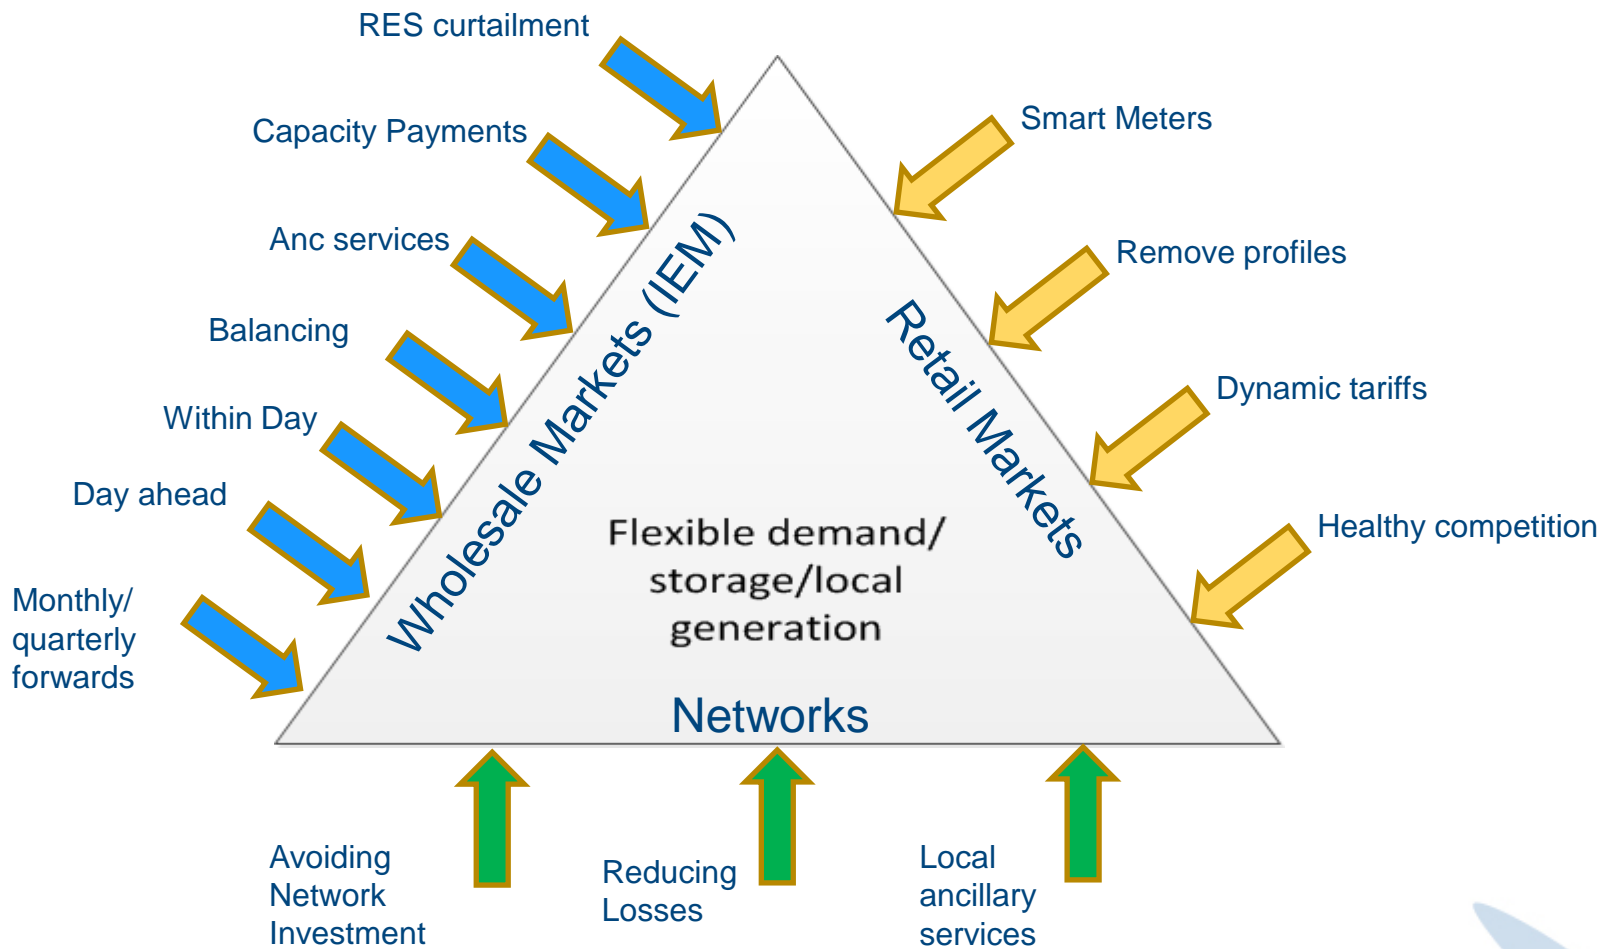 RES curtailment
Capacity Payments
Anc services
Balancing
Within Day
Day ahead
Monthly/
quarterly
forwards
Wholesale Markets (IEM)
Smart Meters
Remove profiles
Dynamic tariffs
Healthy competition
Retail Markets
Flexible demand/
storage/local
generation
Networks
Avoiding
Network
Investment
Reducing
Losses
Local
ancillary
services